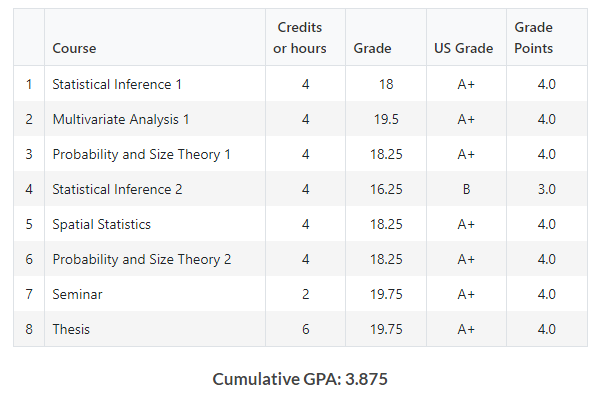 Course Credits or hours Grade US Grade Grade Points
1 Statistical Inference 1 4 18 A+ 4.0
2 Multivariate Analysis 1 4 19.5 A+ 4.0
3 Probability and Size Theory 1 4 18.25 A+ 4.0
4 Statistical Inference 2 4 16.25 B 3.0
5 Spatial Statistics 4 18.25 A+ 4.0
6 Probability and Size Theory 2 4 18.25 A+ 4.0
7 Seminar 2 19.75 A+ 4.0
8 Thesis 6 19.75 A+ 4.0
Cumulative GPA: 3.875